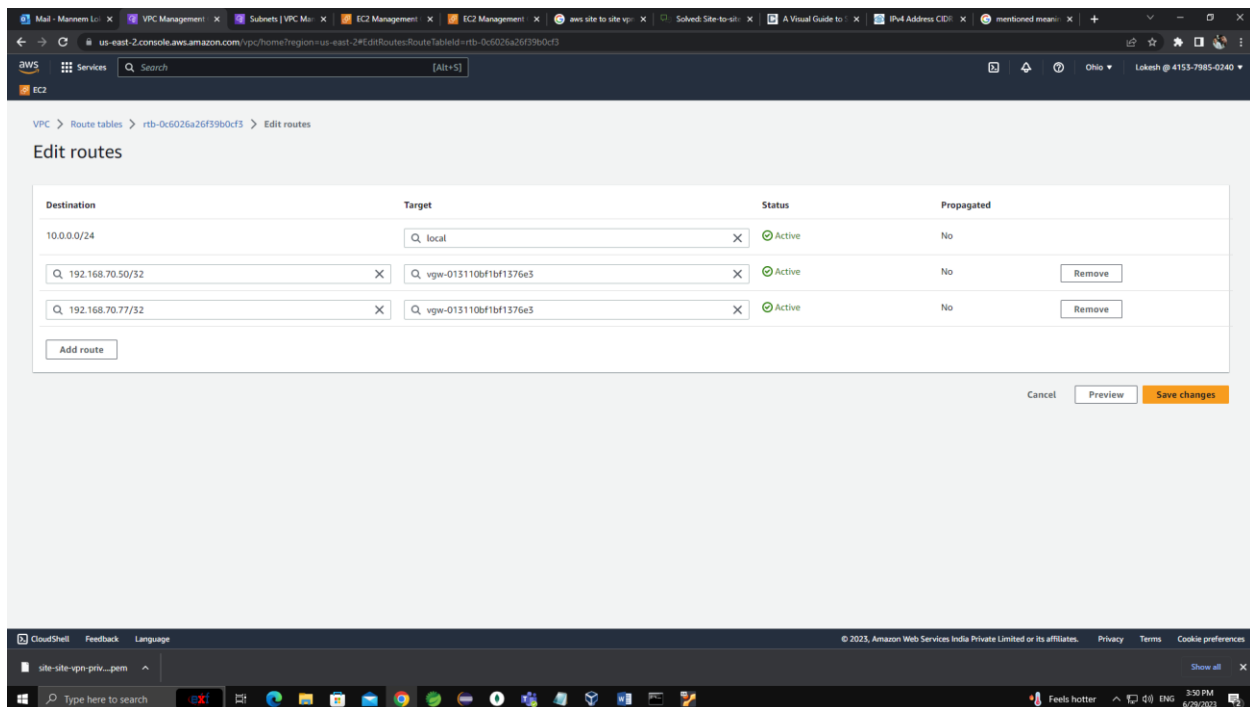 Mail - Mannem Lo
VPC Management
Subnets | VPC Ma
EC2 Management
EC2 Management
aws site to site vp
Solved: Site-to-sit
A Visual Guide to S
IPv4 Address CIDR
mentioned meanin
us-east-2.console.aws.amazon.com/vpc/home?region=us-east-2#EditRoutes:RouteTableId=rtb-0c6026a26f39b0cf3
aws Services Search [Alt+S] Ohio Lokesh @ 4153-7985-0240
EC2
VPC > Route tables > rtb-0c6026a26f39b0cf3 > Edit routes
Edit routes
Destination Target Status Propagated
10.0.0.0/24 local Active No
192.168.70.50/32 vgw-013110bf1bf1376e3 Active No Remove
192.168.70.77/32 vgw-013110bf1bf1376e3 Active No Remove
Add route
Cancel Preview Save changes
CloudShell Feedback Language © 2023, Amazon Web Services India Private Limited or its affiliates. Privacy Terms Cookie preferences
site-site-vpn-priv....pem Show all
Type here to search Feels hotter ENG 3:50 PM
6/29/2023